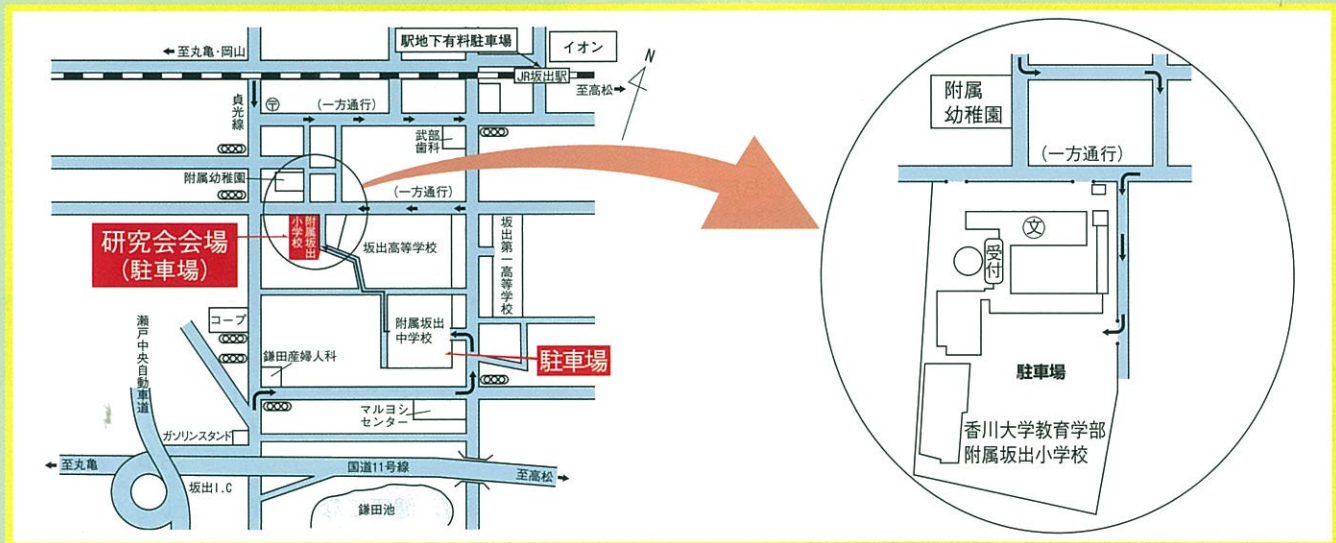 ←至丸亀・岡山
駅地下有料駐車場
イオン
JR坂出駅
至高松→
N
貞光線
〒
(一方通行)
武部
歯科
附属幼稚園
(一方通行)
附属坂出
小学校
研究会会場
(駐車場)
坂出高等学校
坂出第一高等学校
コープ
附属坂出
中学校
駐車場
瀬戸中央自動車道
鎌田産婦人科
マルヨシ
センター
ガソリンスタンド
←至丸亀
国道11号線
至高松→
坂出I.C
鎌田池
附属
幼稚園
(一方通行)
文
受付
駐車場
香川大学教育学部
附属坂出小学校